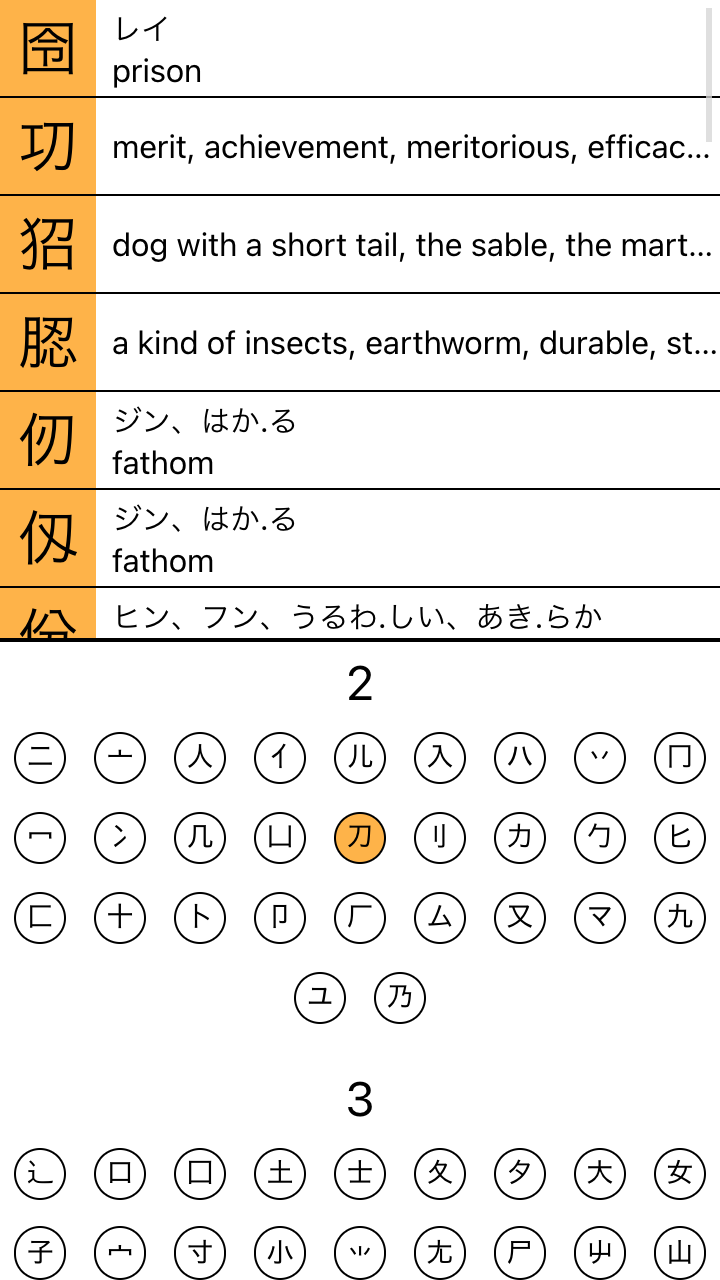 囹
レイ
prison
㓛
merit, achievement, meritorious, efficac...
㹦
dog with a short tail, the sable, the mart...
a kind of insects, earthworm, durable, st...
仞
ジン、はか.る
fathom
仭
ジン、はか.る
fathom
ヒン、フン、うるわ.しい、あき.らか
2
二 亠 人 亻 儿 入 ハ 丷 冂
冖 冫 几 凵 刀 刂 力 勹 匕
匚 十 卜 卩 厂 厶 又 マ 九
ユ 乃
3
辶 口 囗 土 士 夂 夕 大 女
子 宀 寸 小 ⺌ 尢 尸 屮 山